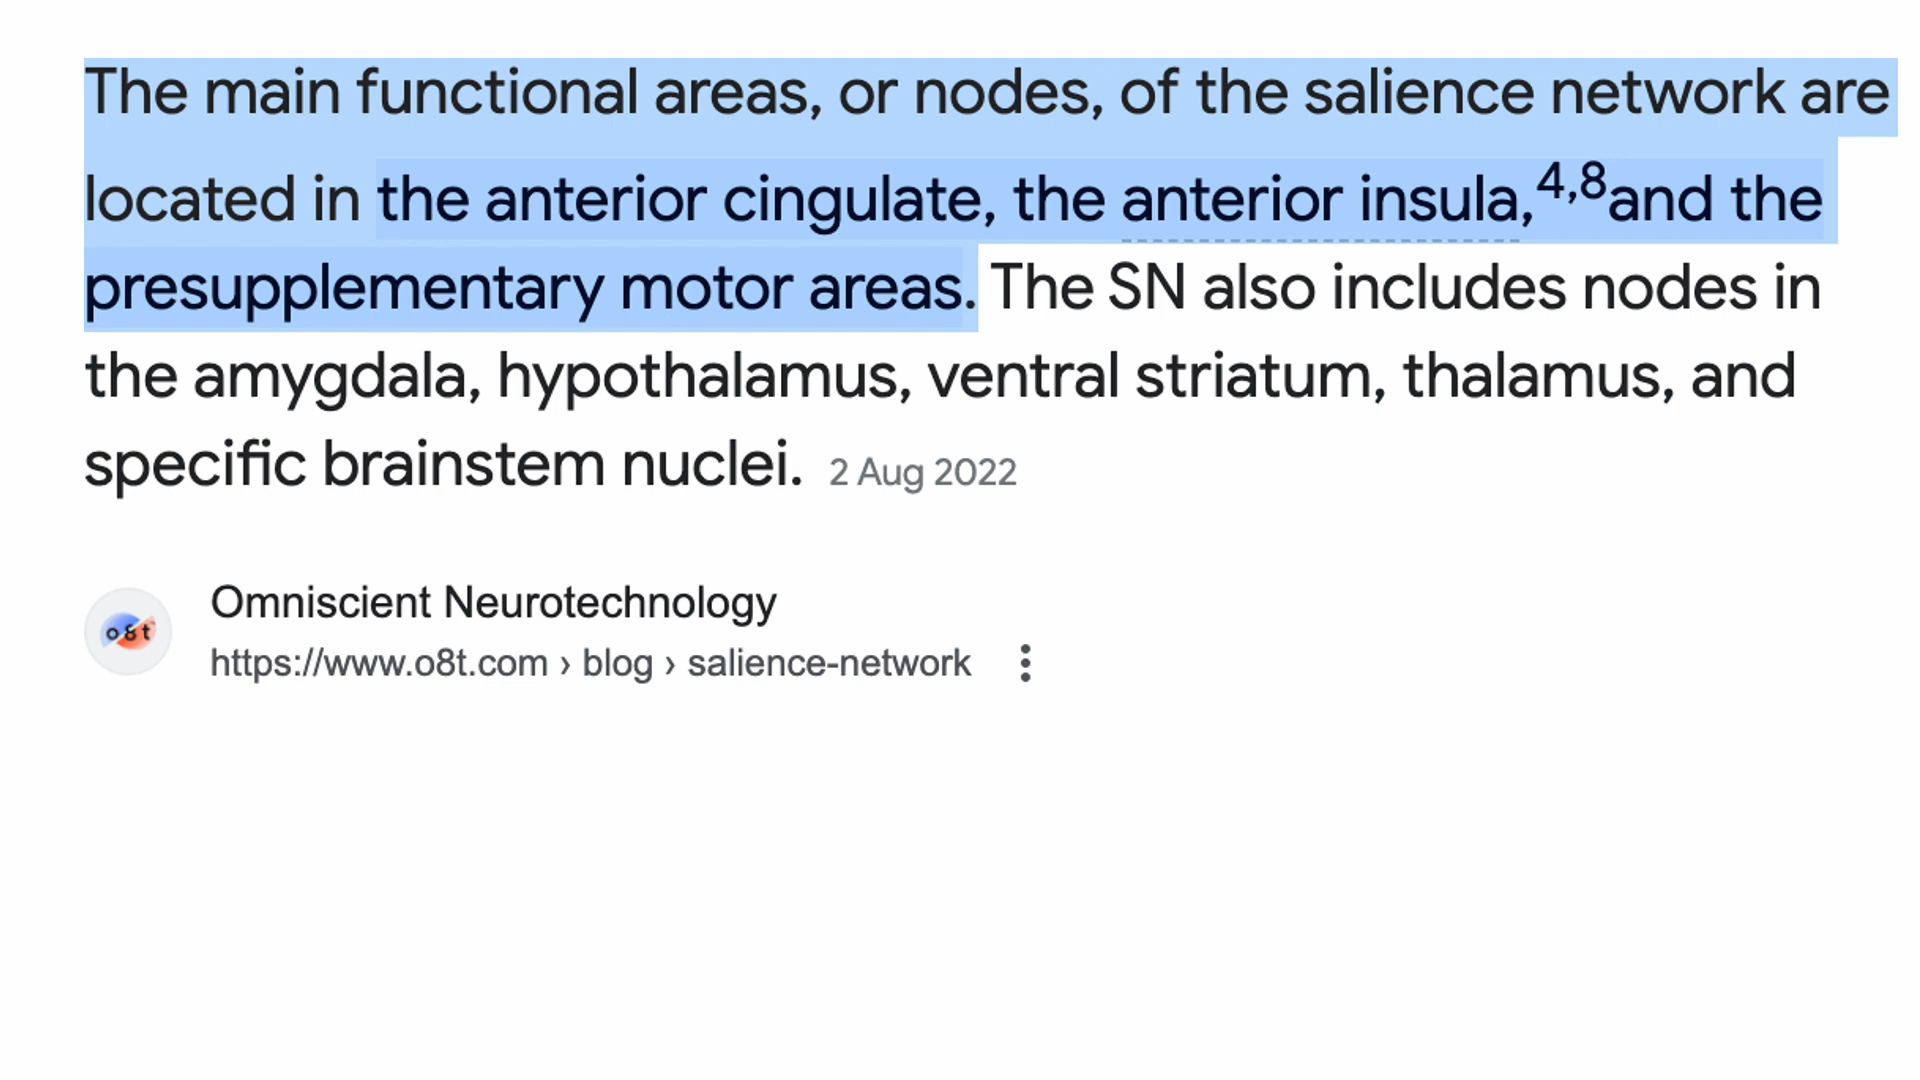 The main functional areas, or nodes, of the salience network are
located in the anterior cingulate, the anterior insula,4,8and the
presupplementary motor areas. The SN also includes nodes in
the amygdala, hypothalamus, ventral striatum, thalamus, and
specific brainstem nuclei. 2 Aug 2022
o8t
Omniscient Neurotechnology
https://www.o8t.com › blog › salience-network